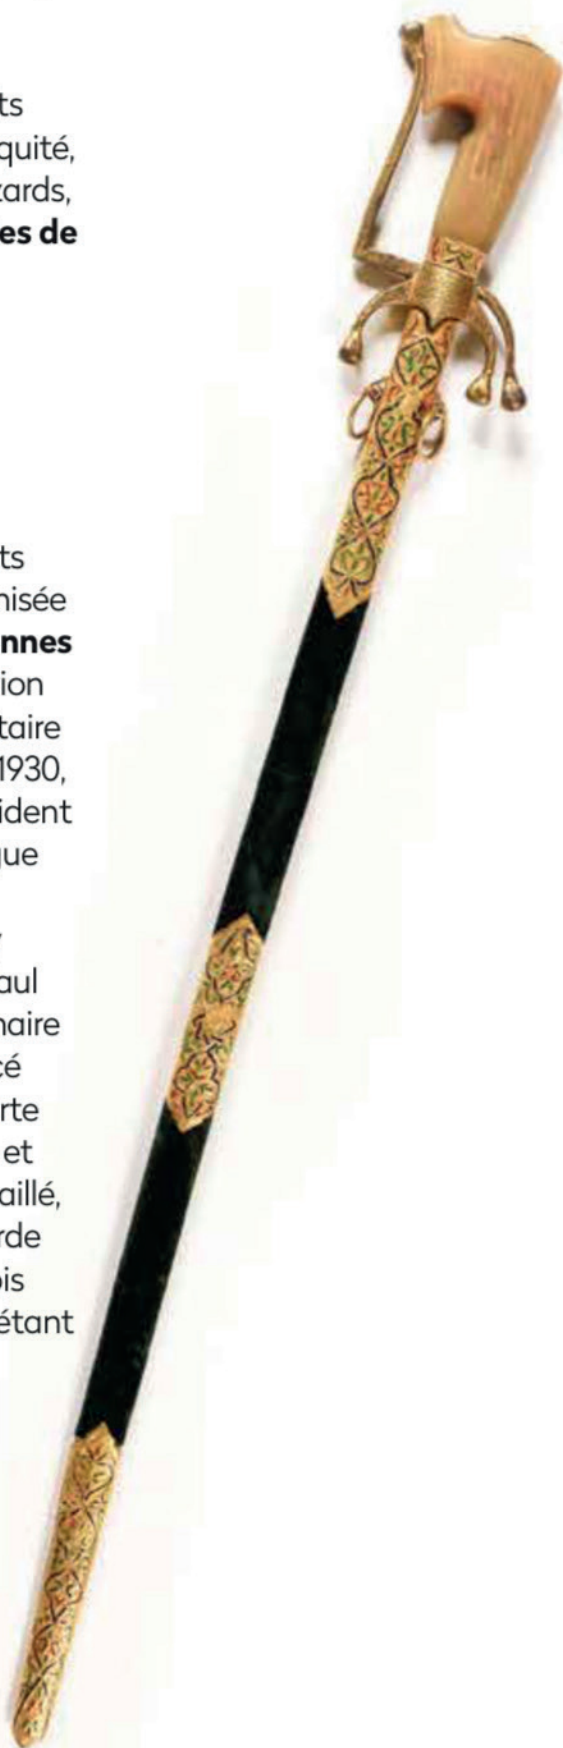 ts
quité,
zards,
es de
ts
nisée
nnes
ion
taire
1930,
ident
gue
aul
naire
cé
rte
et
aillé,
rde
ois
étant